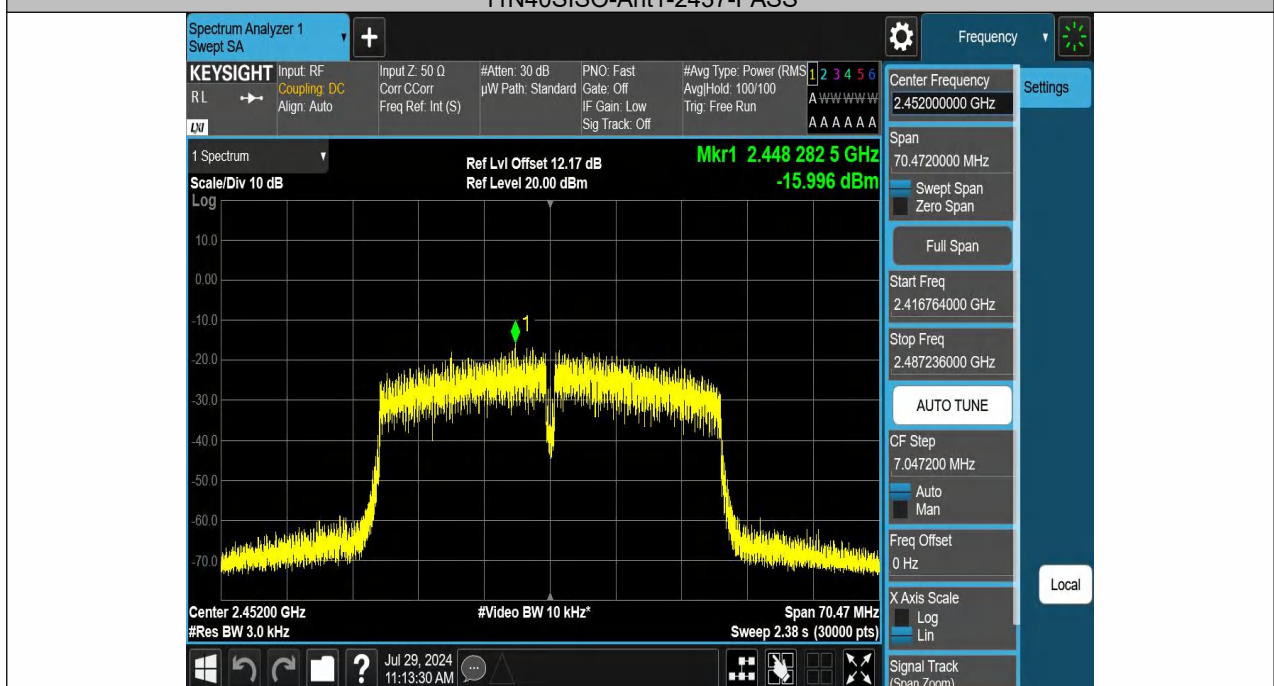 11N40SISO-Ant1-2437-PASS
Spectrum Analyzer 1
Swept SA
+
Frequency
KEYSIGHT
RL
LXI
Input: RF
Coupling: DC
Align: Auto
Input Z: 50 Ω
Corr CCorr
Freq Ref: Int (S)
#Atten: 30 dB
µW Path: Standard
PNO: Fast
Gate: Off
IF Gain: Low
Sig Track: Off
#Avg Type: Power (RMS
Avg|Hold: 100/100
Trig: Free Run
1 2 3 4 5 6
A W W W W W
A A A A A A
1 Spectrum
Scale/Div 10 dB
Log
Ref Lvl Offset 12.17 dB
Ref Level 20.00 dBm
Mkr1 2.448 282 5 GHz
-15.996 dBm
10.0
0.00
-10.0
-20.0
-30.0
-40.0
-50.0
-60.0
-70.0
1
Center 2.45200 GHz
#Res BW 3.0 kHz
#Video BW 10 kHz*
Span 70.47 MHz
Sweep 2.38 s (30000 pts)
Jul 29, 2024
11:13:30 AM
Center Frequency
2.452000000 GHz
Span
70.4720000 MHz
Swept Span
Zero Span
Full Span
Start Freq
2.416764000 GHz
Stop Freq
2.487236000 GHz
AUTO TUNE
CF Step
7.047200 MHz
Auto
Man
Freq Offset
0 Hz
X Axis Scale
Log
Lin
Signal Track
(Span Zoom)
Settings
Local